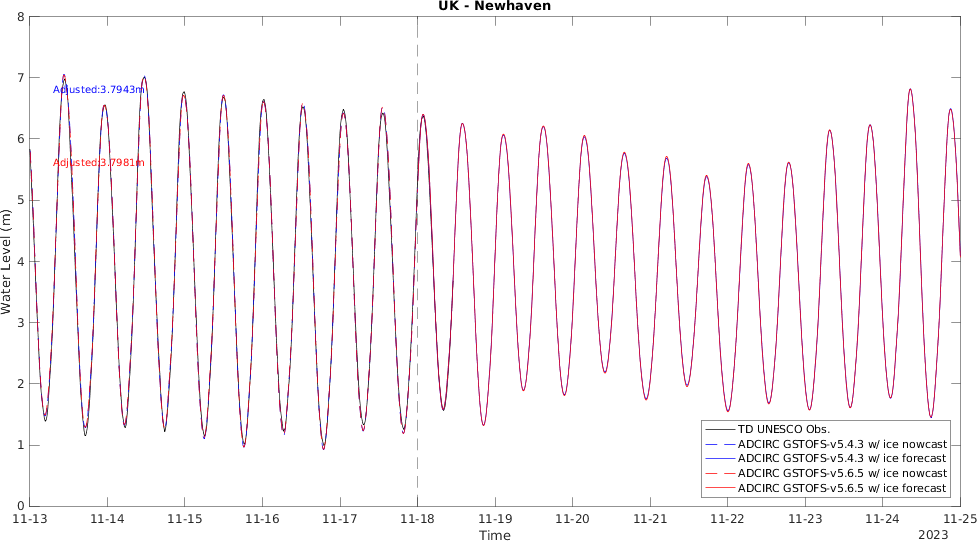 UK - Newhaven
8
7
6
5
4
3
2
1
0
Water Level (m)
Adjusted:3.7943m
Adjusted:3.7981m
TD UNESCO Obs.
ADCIRC GSTOFS-v5.4.3 w/ ice nowcast
ADCIRC GSTOFS-v5.4.3 w/ ice forecast
ADCIRC GSTOFS-v5.6.5 w/ ice nowcast
ADCIRC GSTOFS-v5.6.5 w/ ice forecast
11-13 11-14 11-15 11-16 11-17 11-18 11-19 11-20 11-21 11-22 11-23 11-24 11-25
Time
2023